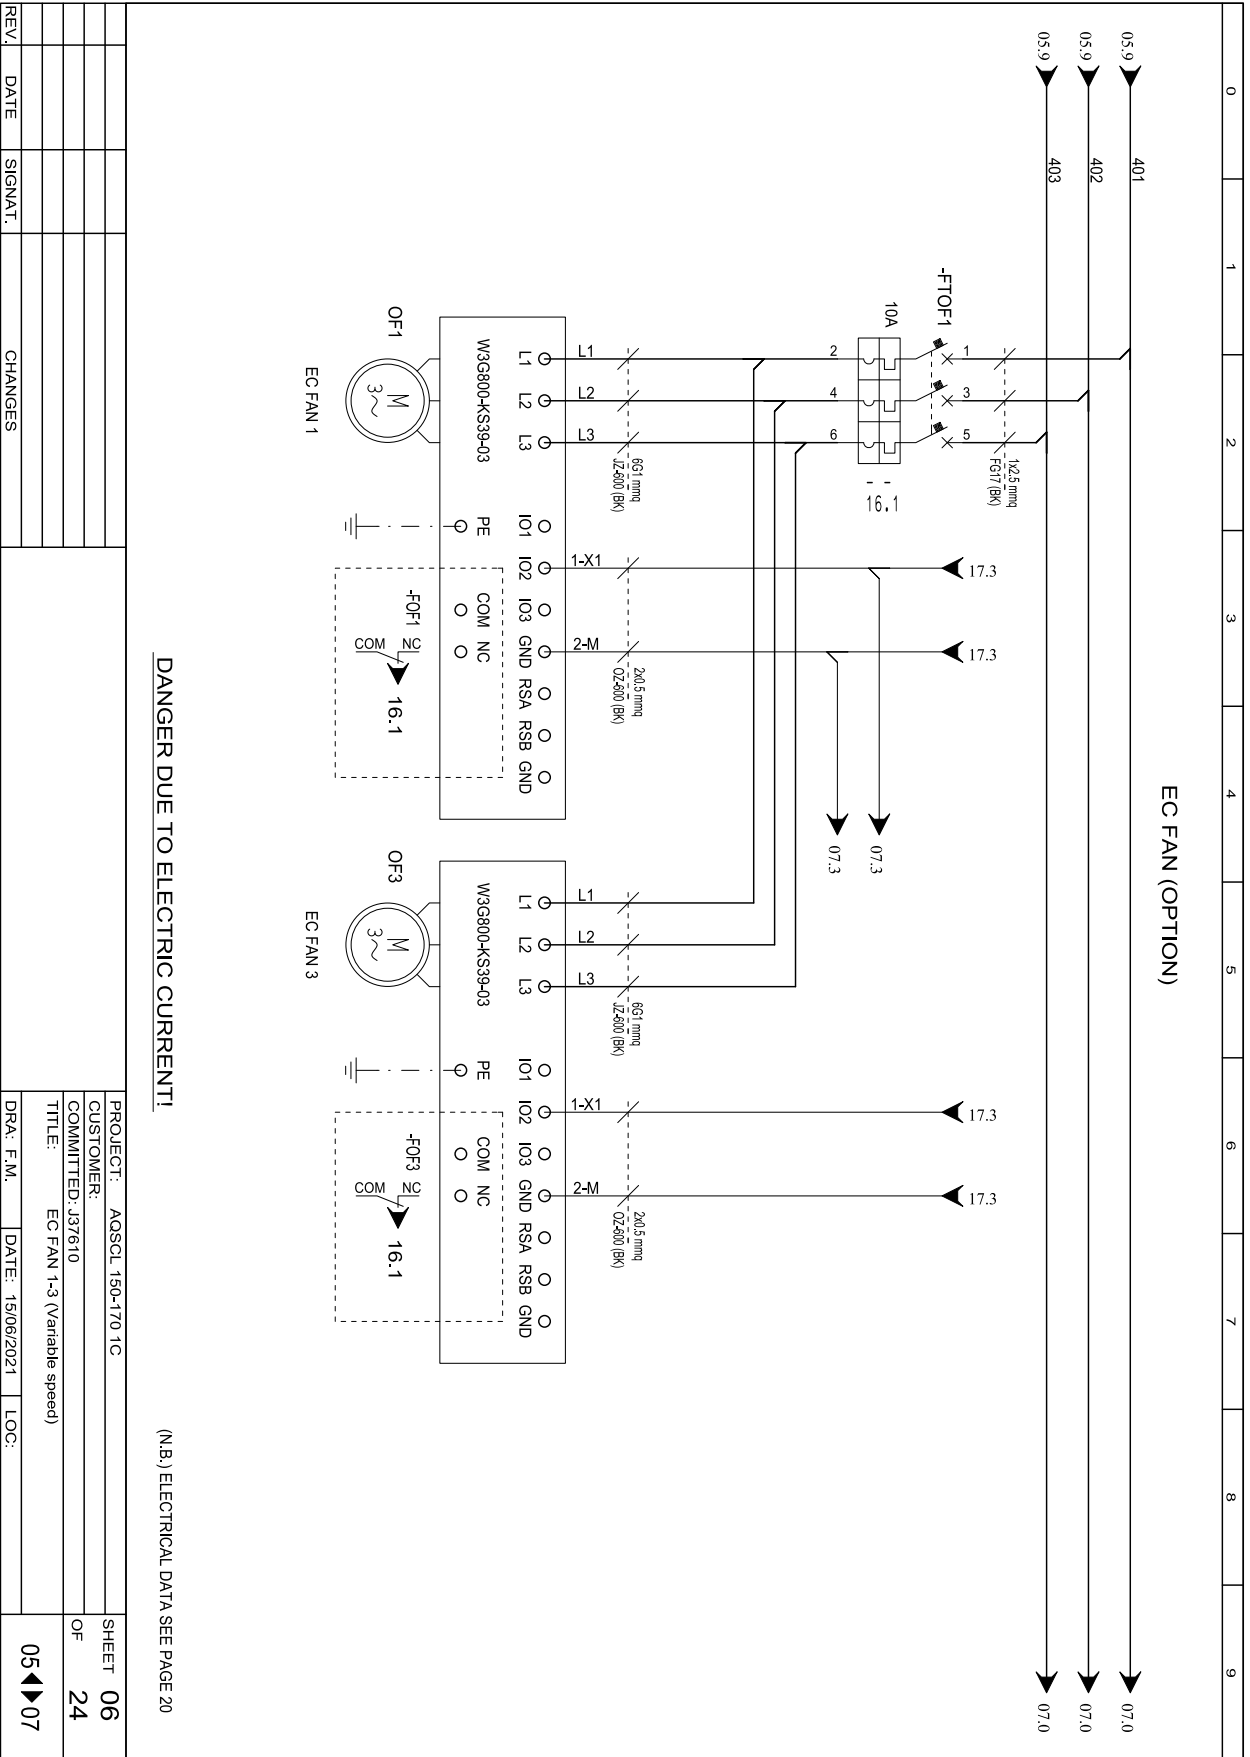 0 1 2 3 4 5 6 7 8 9
EC FAN (OPTION)
05.9 401 07.0
05.9 402 07.0
05.9 403 07.0
-FTOF1
10A
1 3 5
2 4 6
1x2,5 mmq
FG17 (BK)
16.1
17.3 17.3 17.3 17.3
07.3
07.3
L1 L2 L3
6G1 mmq
JZ-600 (BK)
1-X1 2-M
2x0.5 mmq
OZ-600 (BK)
L1 L2 L3
6G1 mmq
JZ-600 (BK)
1-X1 2-M
2x0.5 mmq
OZ-600 (BK)
L1 L2 L3 IO1 IO2 IO3 GND RSA RSB GND
W3G800-KS39-03 PE COM NC
-FOF1
NC
COM
16.1
OF1
M
3~
EC FAN 1
L1 L2 L3 IO1 IO2 IO3 GND RSA RSB GND
W3G800-KS39-03 PE COM NC
-FOF3
NC
COM
16.1
OF3
M
3~
EC FAN 3
DANGER DUE TO ELECTRIC CURRENT!
(N.B.) ELECTRICAL DATA SEE PAGE 20
REV. DATE SIGNAT. CHANGES
PROJECT: AQSCL 150-170 1C
CUSTOMER:
COMMITTED: J37610
TITLE: EC FAN 1-3 (Variable speed)
DRA: F.M. DATE: 15/06/2021 LOC:
SHEET 06
OF 24
05 07